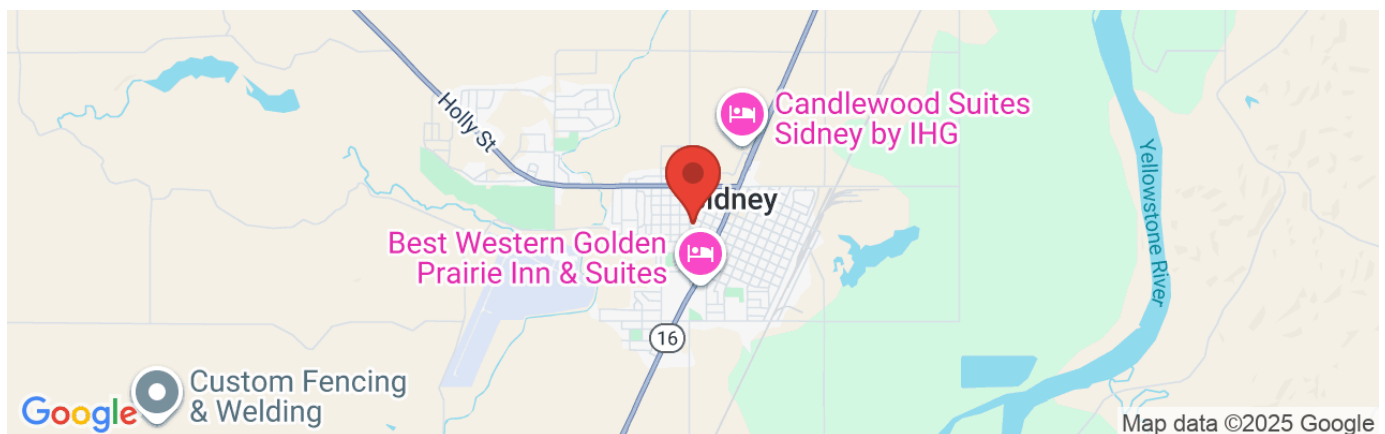 Holly St
Candlewood Suites
Sidney by IHG
idney
Best Western Golden
Prairie Inn & Suites
Yellowstone River
16
Custom Fencing
& Welding
Google
Map data ©2025 Google